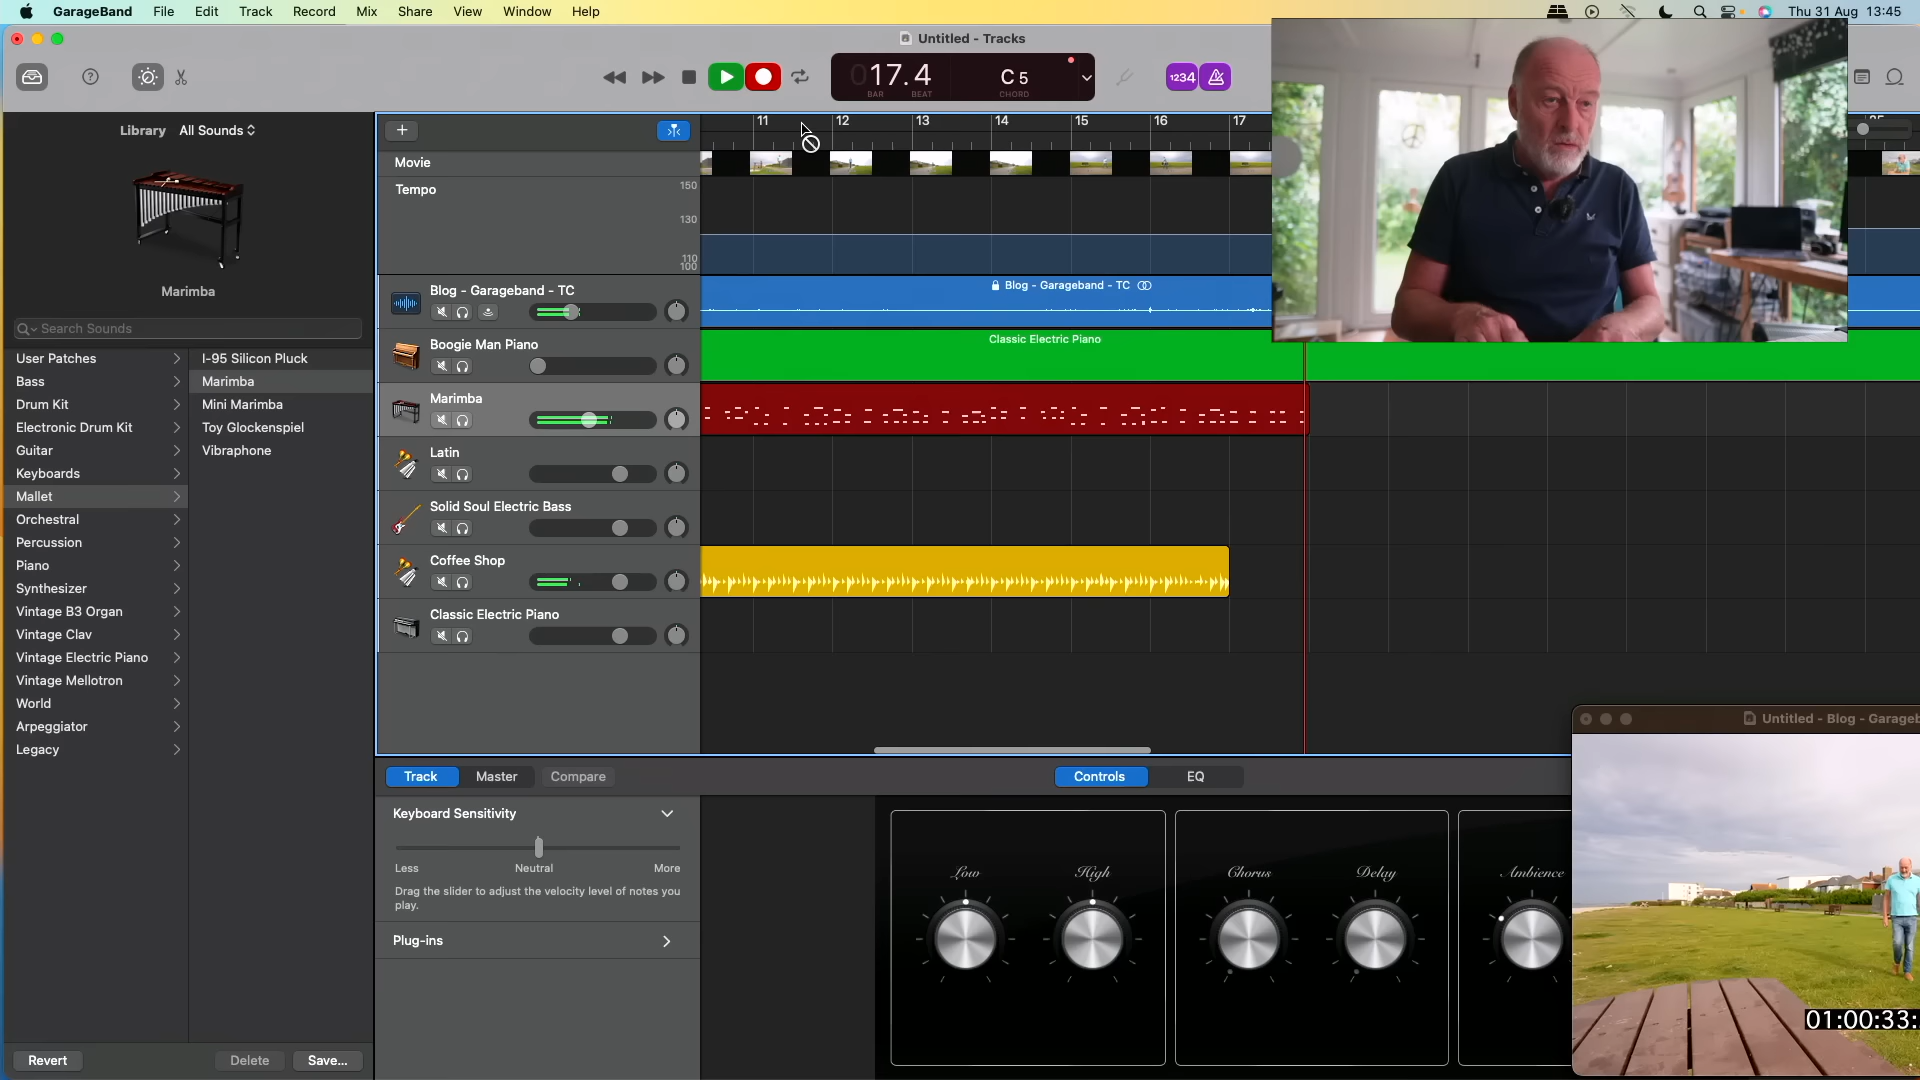 GarageBand File Edit Track Record Mix Share View Window Help
Thu 31 Aug 13:45
Untitled - Tracks
017.4 C 5
BAR BEAT CHORD
1234
Library All Sounds
Marimba
Search Sounds
User Patches
Bass
Drum Kit
Electronic Drum Kit
Guitar
Keyboards
Mallet
Orchestral
Percussion
Piano
Synthesizer
Vintage B3 Organ
Vintage Clav
Vintage Electric Piano
Vintage Mellotron
World
Arpeggiator
Legacy
I-95 Silicon Pluck
Marimba
Mini Marimba
Toy Glockenspiel
Vibraphone
Revert Delete Save...
11 12 13 14 15 16 17
Movie
Tempo
150
130
110
100
Blog - Garageband - TC
Boogie Man Piano
Marimba
Latin
Solid Soul Electric Bass
Coffee Shop
Classic Electric Piano
Blog - Garageband - TC
Classic Electric Piano
Track Master Compare
Controls EQ
Keyboard Sensitivity
Less Neutral More
Drag the slider to adjust the velocity level of notes you
play.
Plug-ins
Low High Chorus Delay Ambience
Untitled - Blog - Garageb
01:00:33: